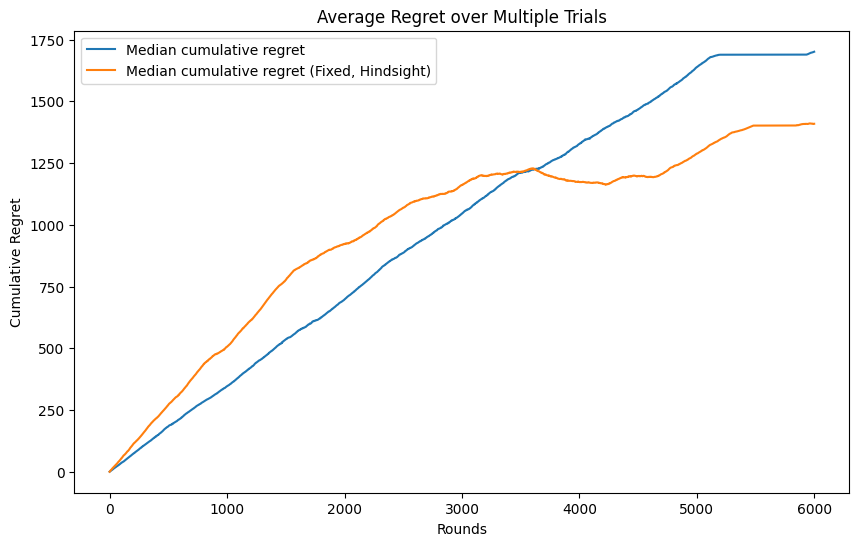 Average Regret over Multiple Trials
Median cumulative regret
Median cumulative regret (Fixed, Hindsight)
Cumulative Regret
1750
1500
1250
1000
750
500
250
0
0 1000 2000 3000 4000 5000 6000
Rounds